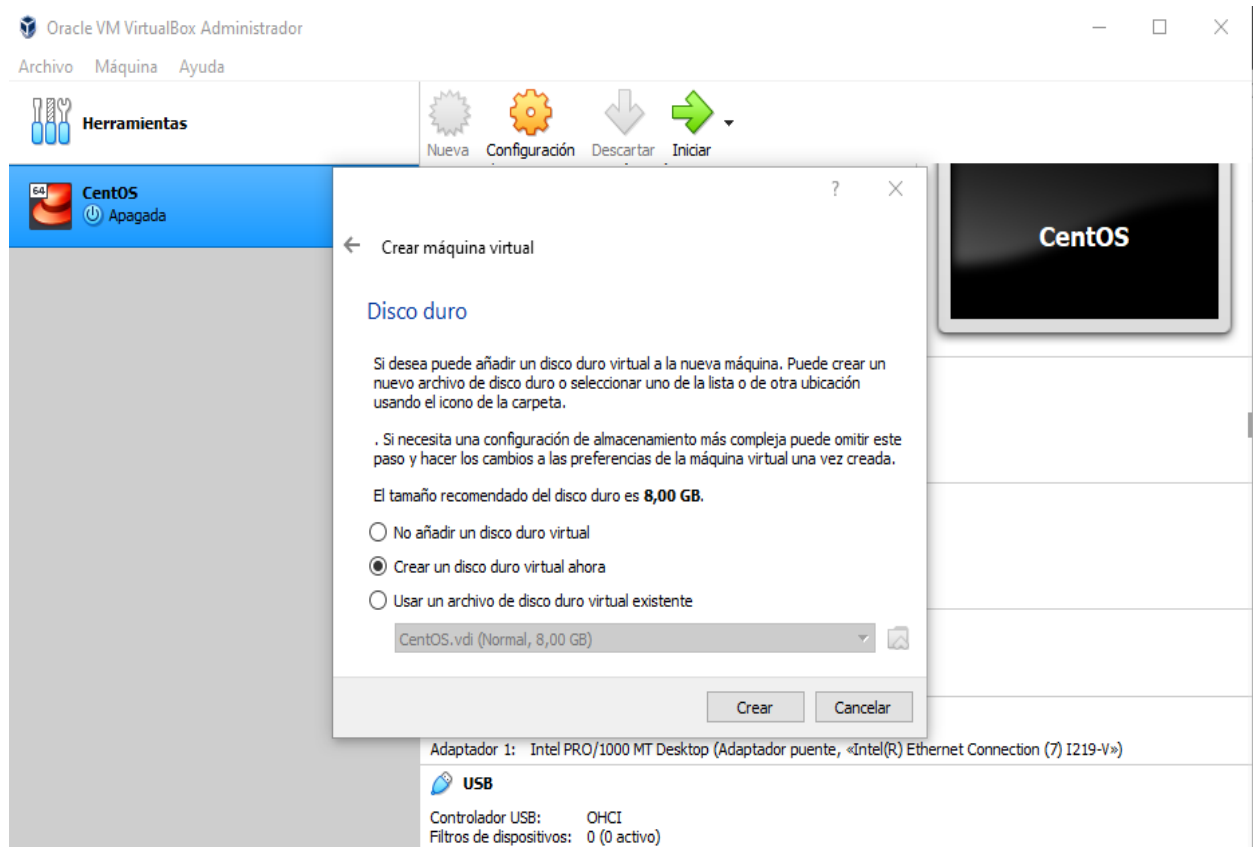 Oracle VM VirtualBox Administrador
Archivo Máquina Ayuda
Herramientas
Nueva Configuración Descartar Iniciar
64
CentOS
Apagada
CentOS
?
Crear máquina virtual
Disco duro
Si desea puede añadir un disco duro virtual a la nueva máquina. Puede crear un
nuevo archivo de disco duro o seleccionar uno de la lista o de otra ubicación
usando el icono de la carpeta.
. Si necesita una configuración de almacenamiento más compleja puede omitir este
paso y hacer los cambios a las preferencias de la máquina virtual una vez creada.
El tamaño recomendado del disco duro es 8,00 GB.
No añadir un disco duro virtual
Crear un disco duro virtual ahora
Usar un archivo de disco duro virtual existente
CentOS.vdi (Normal, 8,00 GB)
Crear Cancelar
Adaptador 1: Intel PRO/1000 MT Desktop (Adaptador puente, «Intel(R) Ethernet Connection (7) I219-V»)
USB
Controlador USB: OHCI
Filtros de dispositivos: 0 (0 activo)